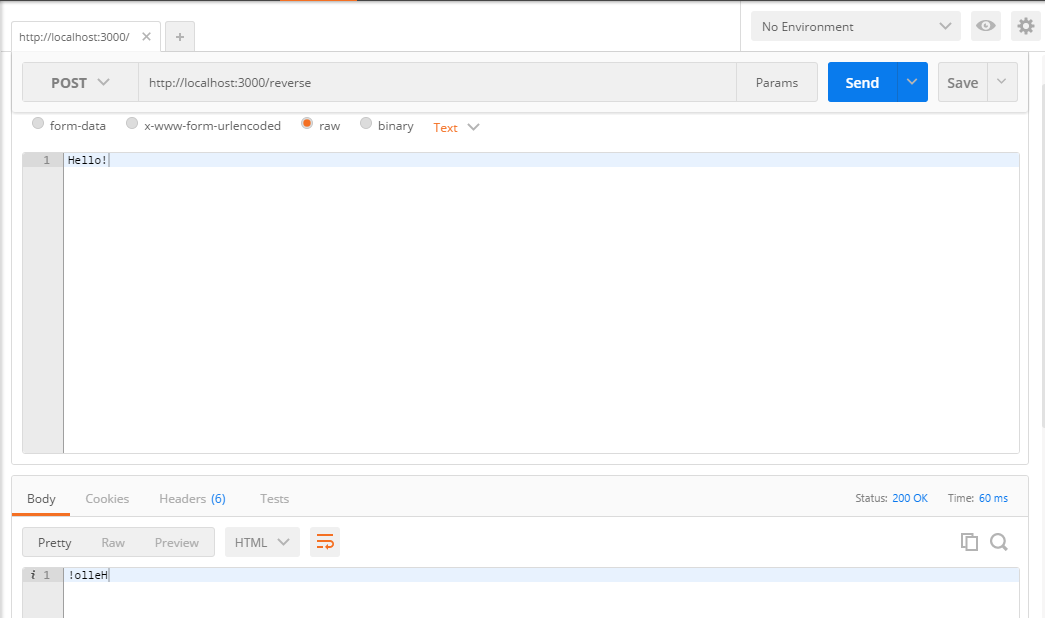 http://localhost:3000/
No Environment
POST http://localhost:3000/reverse Params Send Save
form-data x-www-form-urlencoded raw binary Text
1 Hello!
Body Cookies Headers (6) Tests Status: 200 OK Time: 60 ms
Pretty Raw Preview HTML
i 1 !olleH